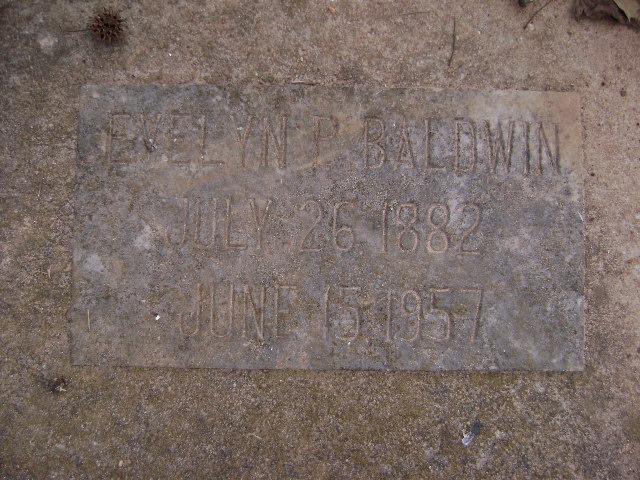 EVELYN P. BALDWIN
JULY 26 1882
JUNE 15 1957